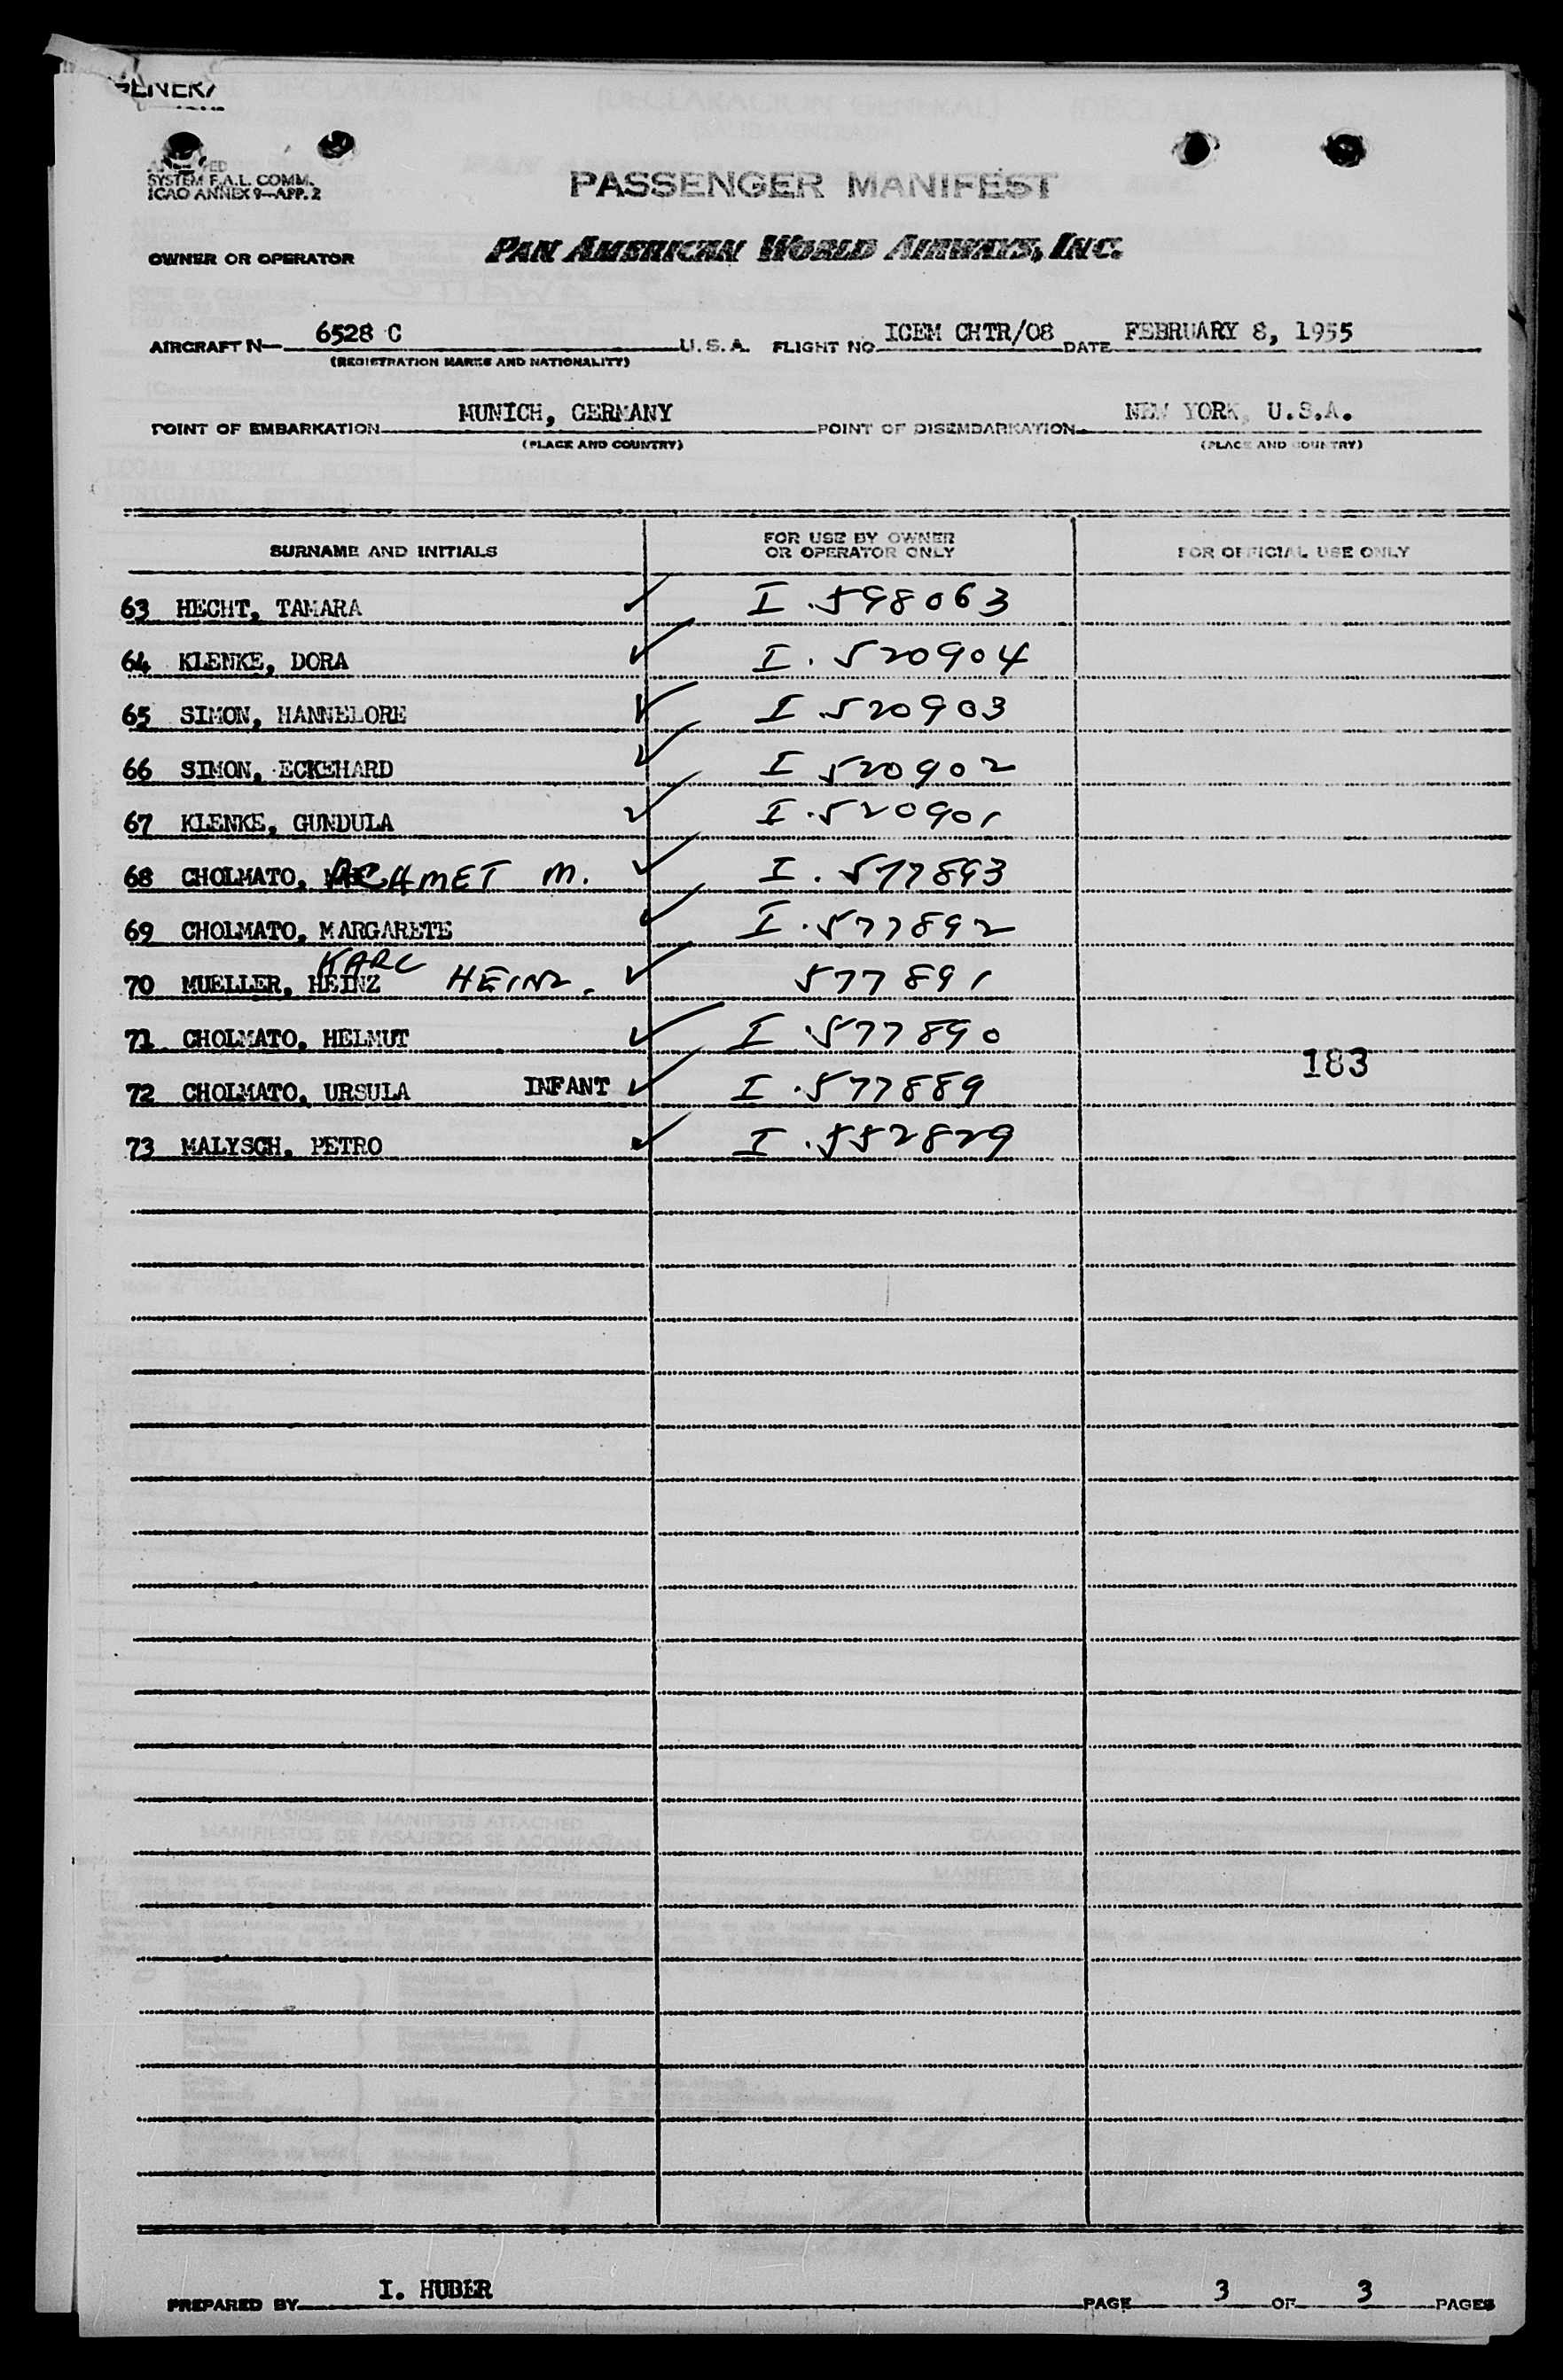 GENERA
SYSTEM F.A.L. COMM.
ICAO ANNEX 9—APP. 2
PASSENGER MANIFEST
OWNER OR OPERATOR PAN AMERICAN WORLD AIRWAYS, INC.
AIRCRAFT N— 6528 C U.S.A. FLIGHT NO ICEM CHTR/08 DATE FEBRUARY 8, 1955
(REGISTRATION MARKS AND NATIONALITY)
POINT OF EMBARKATION MUNICH, GERMANY POINT OF DISEMBARKATION NEW YORK, U.S.A.
(PLACE AND COUNTRY) (PLACE AND COUNTRY)
SURNAME AND INITIALS FOR USE BY OWNER OR OPERATOR ONLY FOR OFFICIAL USE ONLY
63 HECHT, TAMARA ✓ I.598063
64 KLENKE, DORA ✓ I.520904
65 SIMON, HANNELORE ✓ I.520903
66 SIMON, ECKEHARD ✓ I 520902
67 KLENKE, GUNDULA ✓ I.520901
68 CHOLMATO, ACHMET M. ✓ I.577893
69 CHOLMATO, MARGARETE ✓ I.577892
KARL
70 MUELLER, HEINZ HEINZ. ✓ 577891
71 CHOLMATO, HELMUT ✓ I.577890
183
72 CHOLMATO, URSULA INFANT ✓ I.577889
73 MALYSCH, PETRO ✓ I.552829
PREPARED BY I. HUBER PAGE 3 OF 3 PAGES